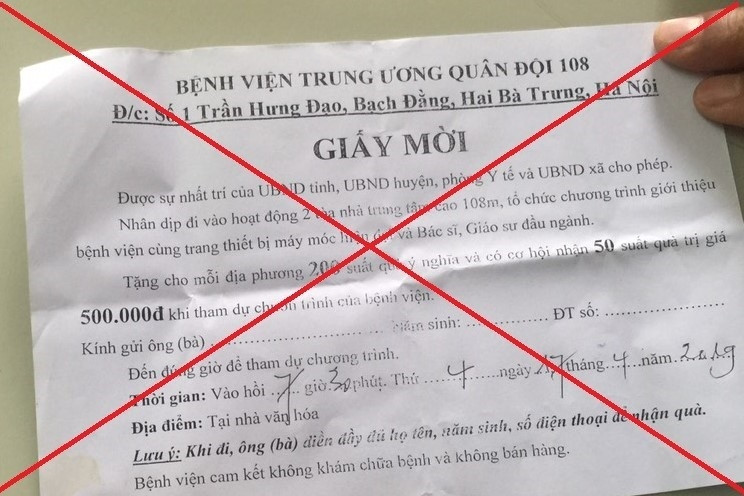 BỆNH VIỆN TRUNG ƯƠNG QUÂN ĐỘI 108
Đ/c: Số 1 Trần Hưng Đạo, Bạch Đằng, Hai Bà Trưng, Hà Nội
GIẤY MỜI
Được sự nhất trí của UBND tỉnh, UBND huyện, phòng Y tế và UBND xã cho phép.
Nhân dịp đi vào hoạt động 2 tòa nhà trung tâm cao 108m, tổ chức chương trình giới thiệu
bệnh viện cùng trang thiết bị máy móc hiện đại và Bác sĩ, Giáo sư đầu ngành.
Tặng cho mỗi địa phương 200 suất quà ý nghĩa và có cơ hội nhận 50 suất quà trị giá
500.000đ khi tham dự chương trình của bệnh viện.
Kính gửi ông (bà) .............................. Năm sinh: .............. ĐT số: ......................
Đến đúng giờ để tham dự chương trình.
Thời gian: Vào hồi ..7.. giờ 30 phút. Thứ .....4.....ngày 17 tháng...4...năm 2019
Địa điểm: Tại nhà văn hóa
Lưu ý: Khi đi, ông (bà) điền đầy đủ họ tên, năm sinh, số điện thoại để nhận quà.
Bệnh viện cam kết không khám chữa bệnh và không bán hàng.